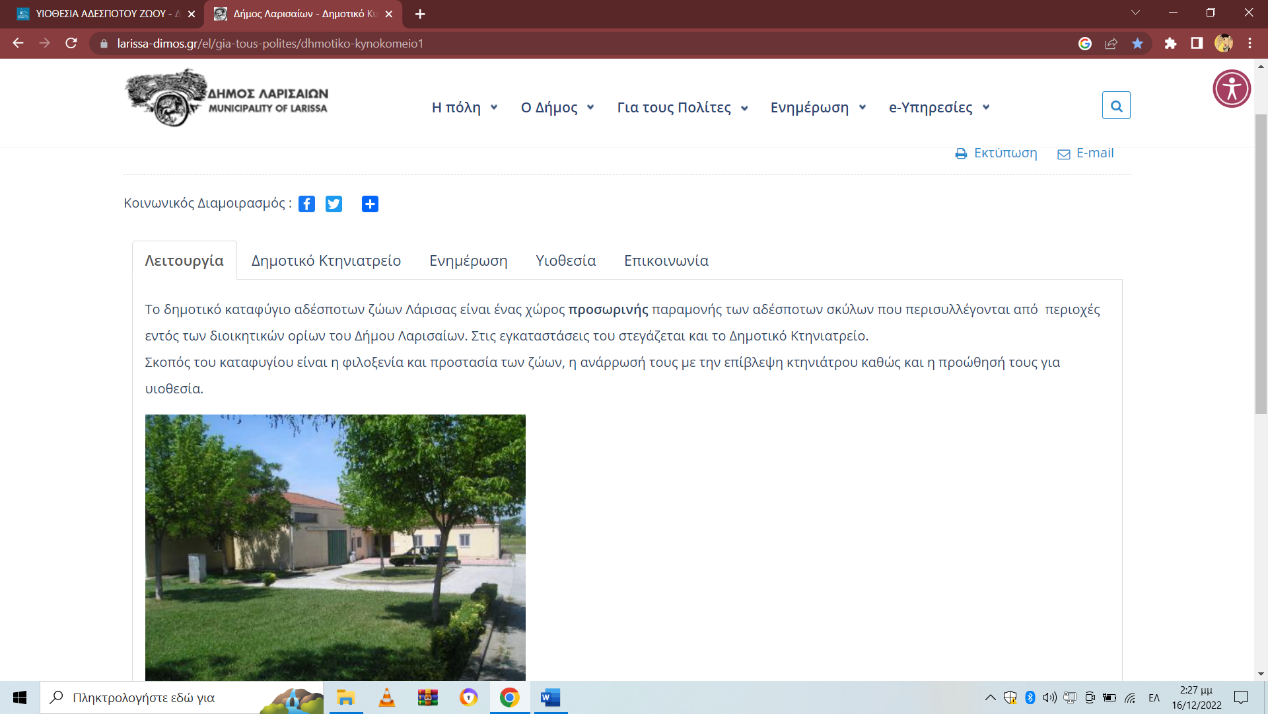 ΥΙΟΘΕΣΙΑ ΑΔΕΣΠΟΤΟΥ ΖΩΟΥ - Δ
Δήμος Λαρισαίων - Δημοτικό Κυ
larissa-dimos.gr/el/gia-tous-polites/dhmotiko-kynokomeio1
ΔΗΜΟΣ ΛΑΡΙΣΑΙΩΝ
MUNICIPALITY OF LARISSA
Η πόλη Ο Δήμος Για τους Πολίτες Ενημέρωση e-Υπηρεσίες
Εκτύπωση E-mail
Κοινωνικός Διαμοιρασμός :
Λειτουργία Δημοτικό Κτηνιατρείο Ενημέρωση Υιοθεσία Επικοινωνία
Το δημοτικό καταφύγιο αδέσποτων ζώων Λάρισας είναι ένας χώρος προσωρινής παραμονής των αδέσποτων σκύλων που περισυλλέγονται από περιοχές
εντός των διοικητικών ορίων του Δήμου Λαρισαίων. Στις εγκαταστάσεις του στεγάζεται και το Δημοτικό Κτηνιατρείο.
Σκοπός του καταφυγίου είναι η φιλοξενία και προστασία των ζώων, η ανάρρωσή τους με την επίβλεψη κτηνιάτρου καθώς και η προώθησή τους για
υιοθεσία.
Πληκτρολογήστε εδώ για
ΕΛ
2:27 μμ
16/12/2022